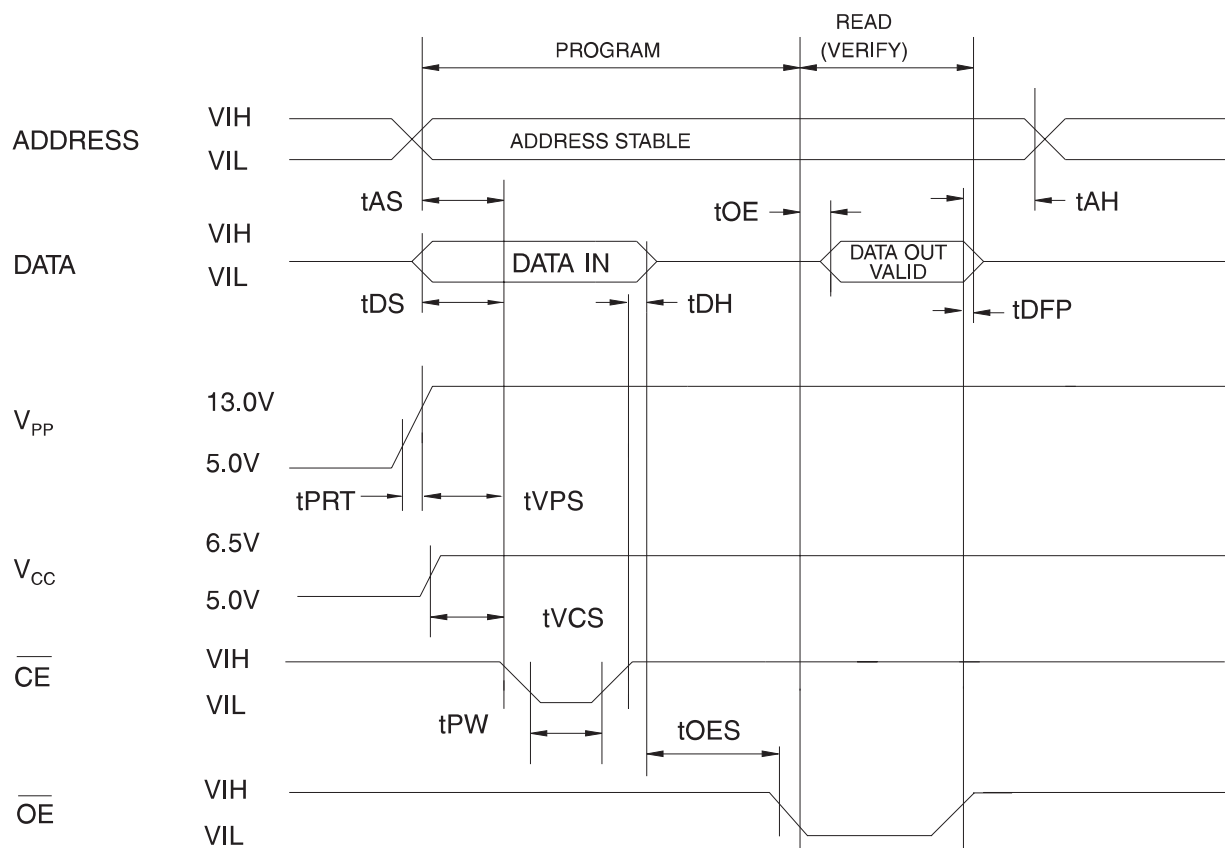 READ
(VERIFY)
PROGRAM
ADDRESS
VIH
VIL
ADDRESS STABLE
tAS
tOE
tAH
DATA
VIH
VIL
DATA IN
DATA OUT
VALID
tDS
tDH
tDFP
VPP
13.0V
5.0V
tPRT
tVPS
VCC
6.5V
5.0V
tVCS
CE
VIH
VIL
tPW
tOES
OE
VIH
VIL